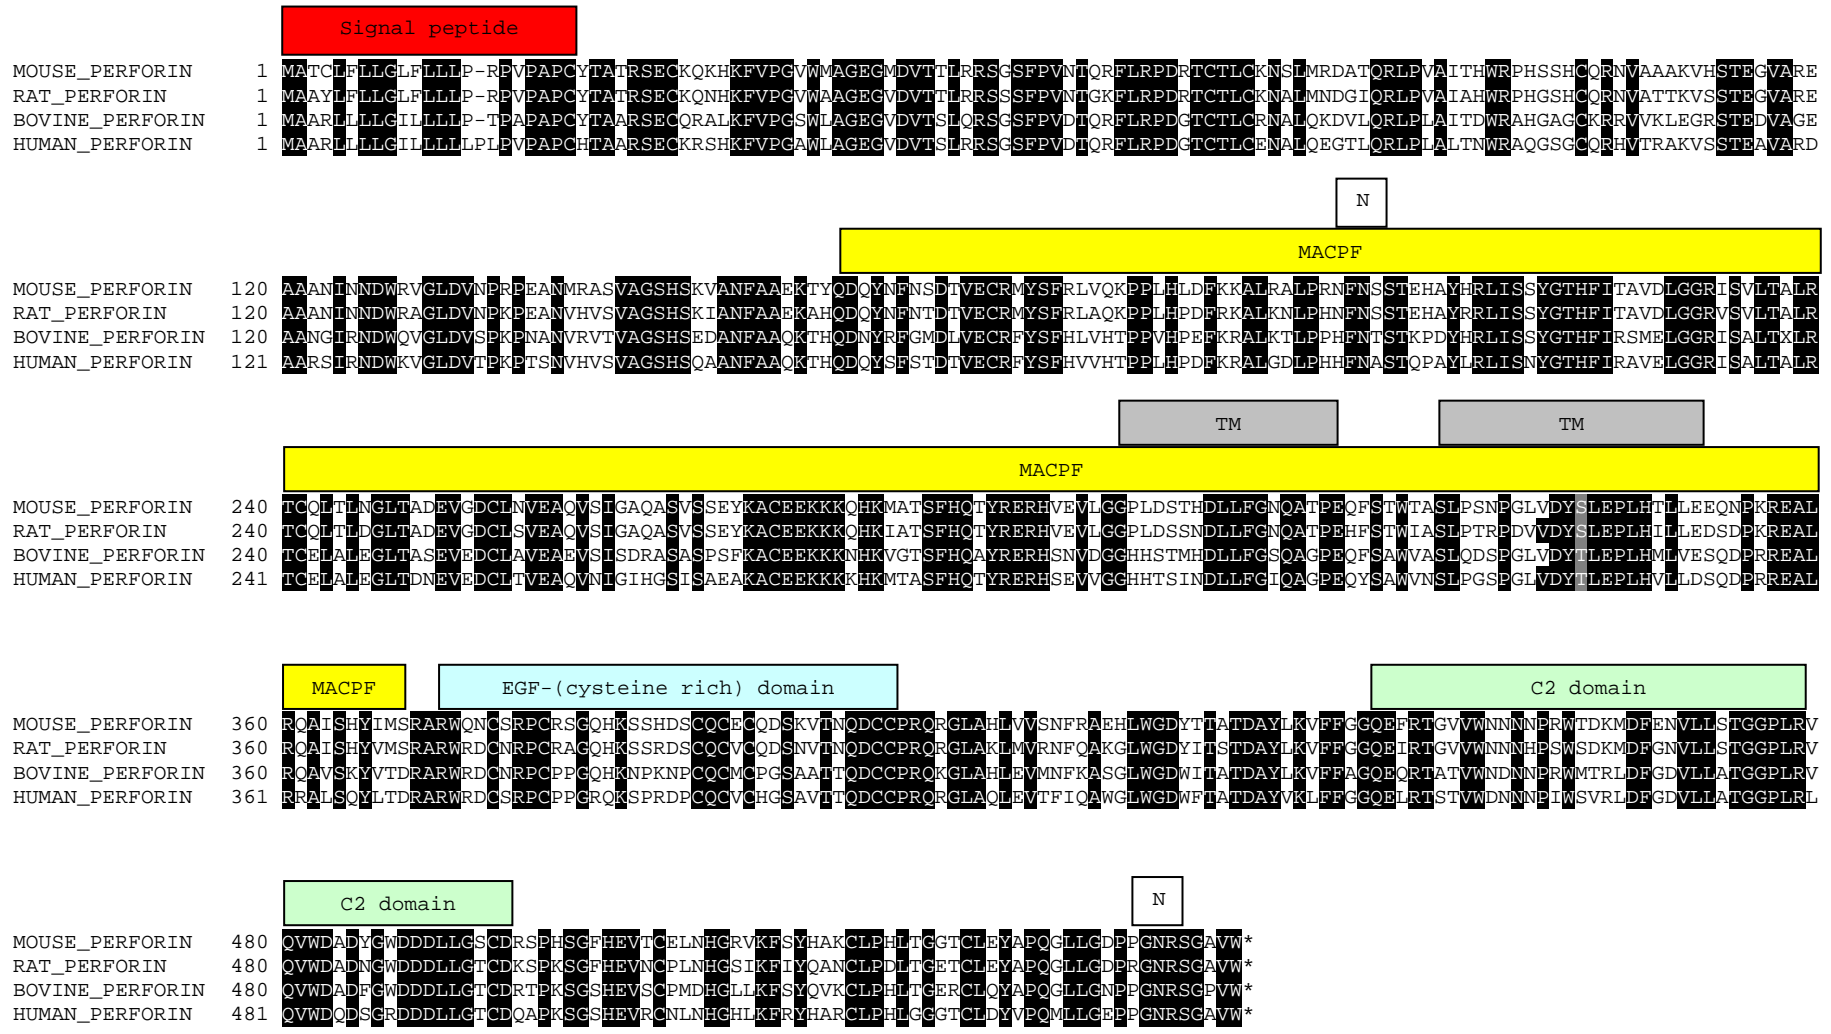 Signal peptide
MOUSE_PERFORIN 1 MATCLFLLGLFLLLP-RPVPAPCYTATRSECKQKHKFVPGVWMAGEGMDVTTLRRSGSFPVNTQRFLRPDRTCTLCKNSLMRDATQRLPVAITHWRPHSSHCQRNVAAAKVHSTEGVARE
RAT_PERFORIN 1 MAAYLFLLGLFLLLP-RPVPAPCYTATRSECKQNHKFVPGVWAAGEGVDVTTLRRSSSFPVNTGKFLRPDRTCTLCKNALMNDGIQRLPVAIAHWRPHGSHCQRNVATTKVSSTEGVARE
BOVINE_PERFORIN 1 MAARLLLLGILLLLLP-TPAPAPCYTAARSECQRALKFVPGSWLAGEGVDVTSLQRSGSFPVDTQRFLRPDGTCTLCRNALQKDVLQRLPLAITDWRAHGAGCKRRVVKLEGRSTEDVAGE
HUMAN_PERFORIN 1 MAARLLLLGILLLLLPLPVPAPCHTAARSECKRSHKFVPGAWLAGEGVDVTSLRRSGSFPVDTQRFLRPDGTCTLCENALQEGTLQRLPLALTNWRAQGSGCQRHVTRAKVSSTEAVARD
N
MACPF
MOUSE_PERFORIN 120 AAANINNDWRVGLDVNPRPEANMRASVAGSHSKVANFAAEKTYQDQYNFNSDTVECRMYSFRLVQKPPLHLDFKKALRALPRNFNSSTEHAYHRLISSYGTHFITAVDLGGRISVLTALR
RAT_PERFORIN 120 AAANINNDWRAGLDVNPKPEANVHVSVAGSHSKIANFAAEKAHQDQYNFNTDTVECRMYSFRLAQKPPLHPDFRKALKNLPHNFNSSTEHAYRRLISSYGTHFITAVDLGGRVSVLTALR
BOVINE_PERFORIN 120 AANGIRNDWQVGLDVSPKPNANVRVTVAGSHSEDANFAAQKTHQDNYRFGMDLVECRFYSFHLVHTPPVHPEFKRALKTLPPHFNTSTKPDYHRLISSYGTHFIRSMELGGRISALTXLR
HUMAN_PERFORIN 121 AARSIRNDWKVGLDVTPKPTSNVHVSVAGSHSQAANFAAQKTHQDQYSFSTDTVECRFYSFHVVHTPPLHPDFKRALGDLPHHFNASTQPAYLRLISNYGTHFIRAVELGGRISALTALR
TM TM
MACPF
MOUSE_PERFORIN 240 TCQLTLNGLTADEVGDCLNVEAQVSIGAQASVSSEYKACEEKKKQHKMATSFHQTYRERHVEVLGGPLDSTHDLLFGNQATPEQFSTWTASLPSNPGLVDYSLEPLHTLLEEQNPKREAL
RAT_PERFORIN 240 TCQLTLDGLTADEVGDCLSVEAQVSIGAQASVSSEYKACEEKKKQHKIATSFHQTYRERHVEVLGGPLDSSNDLLFGNQATPEHFSTWIASLPTRPDVVDYSLEPLHILLEDSDPKREAL
BOVINE_PERFORIN 240 TCELALEGLTASEVEDCLAVEAEVSISDRASASPSFKACEEKKKNHKVGTSFHQAYRERHSNVDGGHHSTMHDLLFGSQAGPEQFSAWVASLQDSPGLVDYTLEPLHMLVESQDPRREAL
HUMAN_PERFORIN 241 TCELALEGLTDNEVEDCLTVEAQVNIGIHGSISAEAKACEEKKKKHKMTASFHQTYRERHSEVVGGHHTSINDLLFGIQAGPEQYSAWVNSLPGSPGLVDYTLEPLHVLLDSQDPRREAL
MACPF EGF-(cysteine rich) domain C2 domain
MOUSE_PERFORIN 360 RQAISHYIMSRARWQNCSRPCRSGQHKSSHDSCQCECQDSKVTNQDCCPRQRGLAHLVVSNFRAEHLWGDYTTATDAYLKVFFGGQEFRTGVVWNNNNPRWTDKMDFENVLLSTGGPLRV
RAT_PERFORIN 360 RQAISHYVMSRARWRDCNRPCRAGQHKSSRDSCQCVCQDSNVTNQDCCPRQRGLAKLMVRNFQAKGLWGDYITSTDAYLKVFFGGQEIRTGVVWNNNHPSWSDKMDFGNVLLSTGGPLRV
BOVINE_PERFORIN 360 RQAVSKYVTDRARWRDCNRPCPPGQHKNPKNPCQCMCPGSAATTQDCCPRQKGLAHLEVMNFKASGLWGDWITATDAYLKVFFAGQEQRTATVWNDNNPRWMTRLDFGDVLLATGGPLRV
HUMAN_PERFORIN 361 RRALSQYLTDRARWRDCSRPCPPGRQKSPRDPCQCVCHGSAVTTQDCCPRQRGLAQLEVTFIQAWGLWGDWFTATDAYVKLFFGGQELRTSTVWDNNNPIWSVRLDFGDVLLATGGPLRL
C2 domain N
MOUSE_PERFORIN 480 QVWDADYGWDDDLLGSCDRSPHSGFHEVTCELNHGRVKFSYHAKCLPHLTGGTCLEYAPQGLLGDPPGNRSGAVW*
RAT_PERFORIN 480 QVWDADNGWDDDLLGTCDKSPKSGFHEVNCPLNHGSIKFIYQANCLPDLTGETCLEYAPQGLLGDPRGNRSGAVW*
BOVINE_PERFORIN 480 QVWDADFGWDDDLLGTCDRTPKSGSHEVSCPMDHGLLKFSYQVKCLPHLTGERCLQYAPQGLLGNPPGNRSGPVW*
HUMAN_PERFORIN 481 QVWDQDSGRDDDLLGTCDQAPKSGSHEVRCNLNHGHLKFRYHARCLPHLGGGTCLDYVPQMLLGEPPGNRSGAVW*